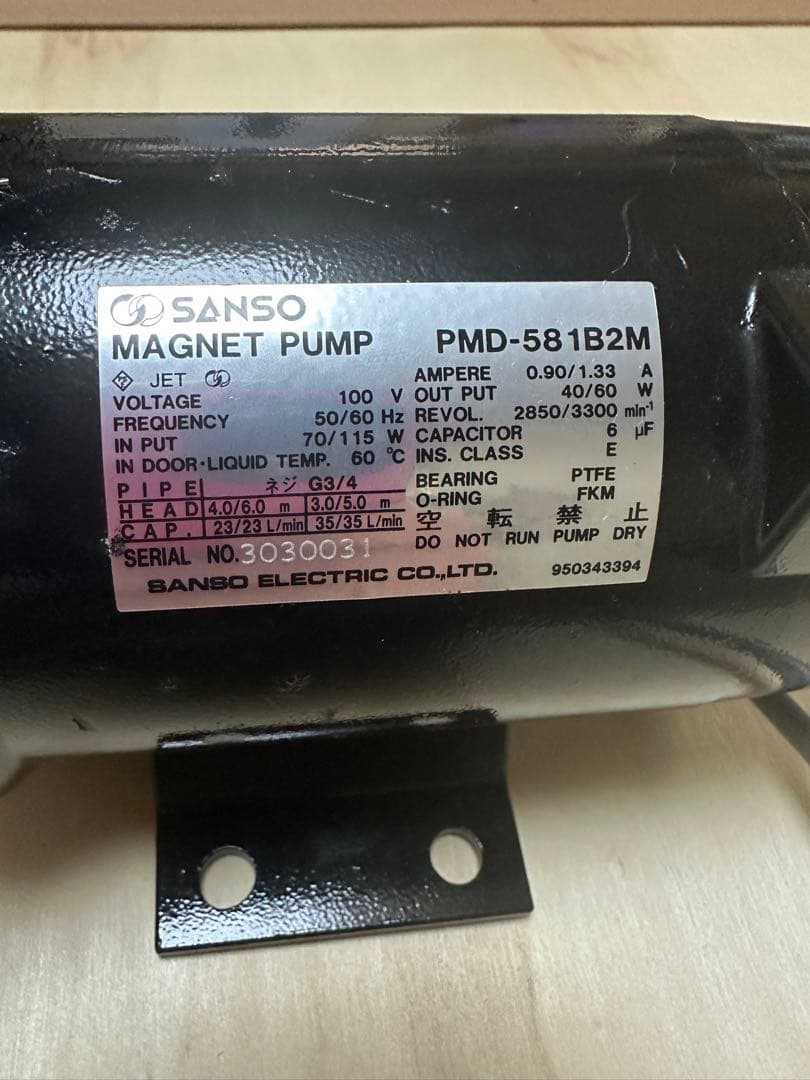 SANSO
MAGNET PUMP PMD-581B2M
JET
VOLTAGE 100 V
FREQUENCY 50/60 Hz
IN PUT 70/115 W
IN DOOR·LIQUID TEMP. 60 ℃
AMPERE 0.90/1.33 A
OUT PUT 40/60 W
REVOL. 2850/3300 min⁻¹
CAPACITOR 6 μF
INS. CLASS E
PIPE ネジ G3/4
HEAD 4.0/6.0 m 3.0/5.0 m
CAP. 23/23 L/min 35/35 L/min
BEARING PTFE
O-RING FKM
空転禁止
DO NOT RUN PUMP DRY
SERIAL NO.3030031
SANSO ELECTRIC CO.,LTD. 950343394